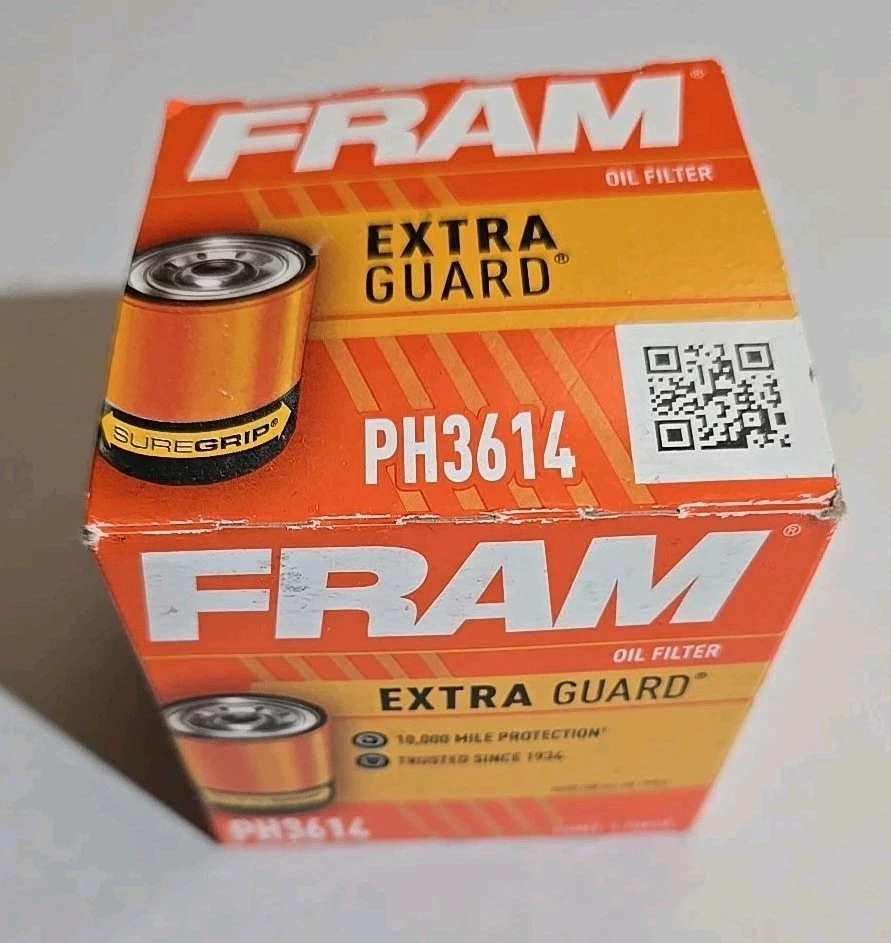 FRAM®
OIL FILTER
EXTRA
GUARD®
SUREGRIP®
PH3614
FRAM®
OIL FILTER
EXTRA GUARD®
10,000 MILE PROTECTION†
TRUSTED SINCE 1934
PH3614